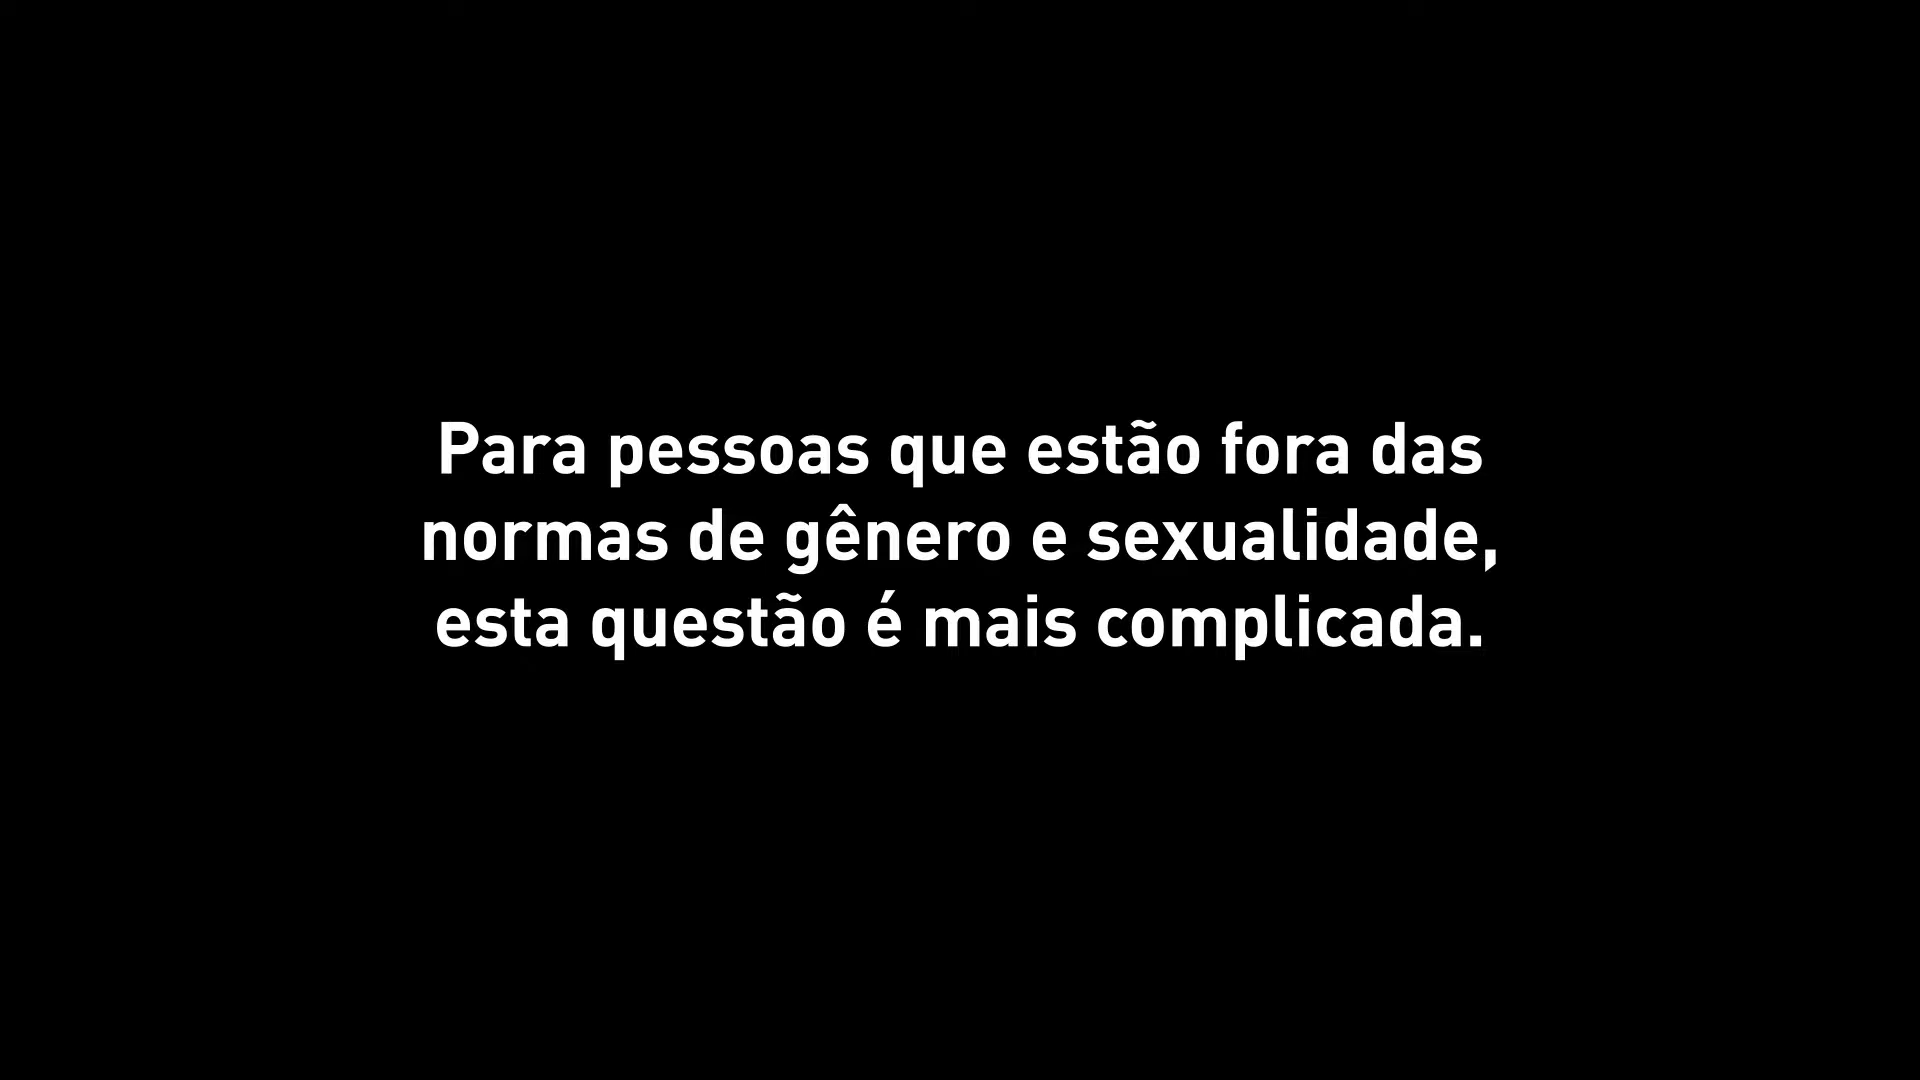 Para pessoas que estão fora das
normas de gênero e sexualidade,
esta questão é mais complicada.